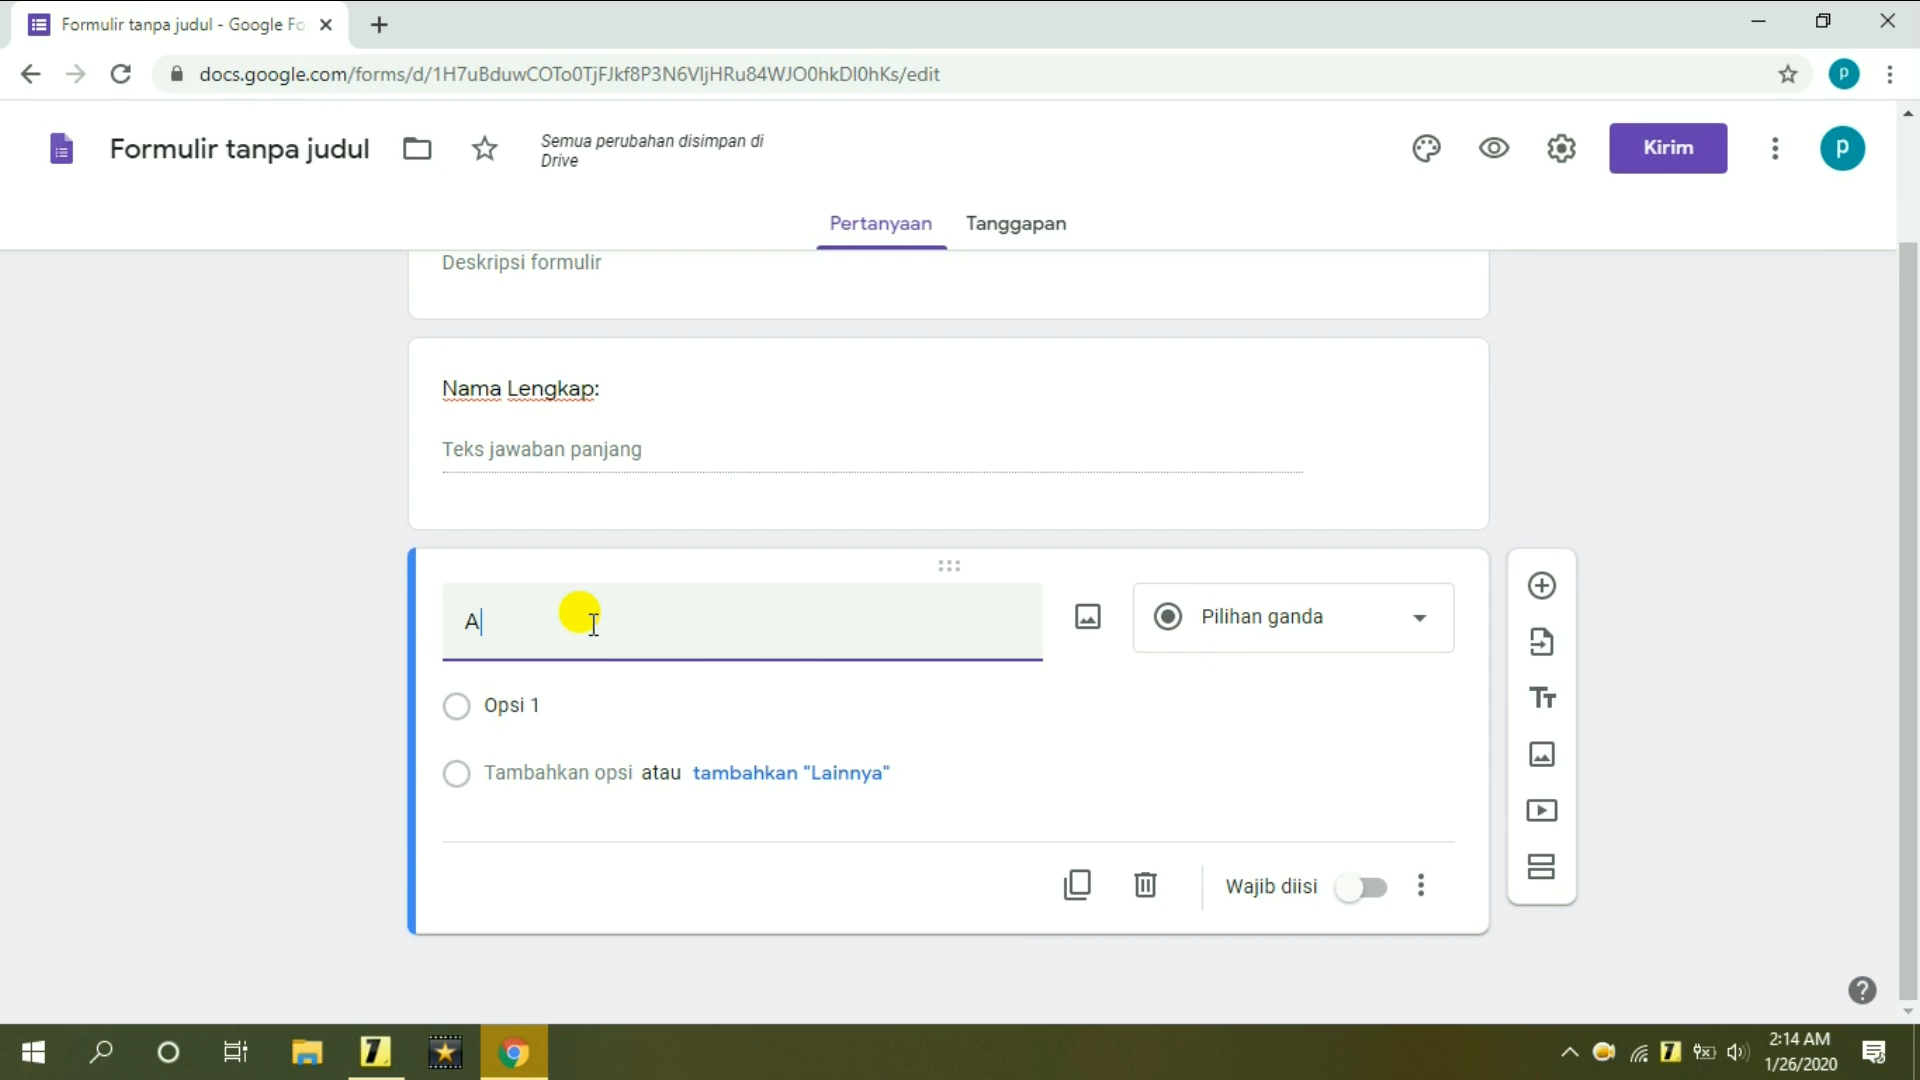 Formulir tanpa judul - Google Fo
docs.google.com/forms/d/1H7uBduwCOTo0TjFJkf8P3N6VljHRu84WJO0hkDI0hKs/edit
P
Formulir tanpa judul
Semua perubahan disimpan di
Drive
Kirim
P
Pertanyaan
Tanggapan
Deskripsi formulir
Nama Lengkap:
Teks jawaban panjang
A
Pilihan ganda
Opsi 1
Tambahkan opsi atau tambahkan "Lainnya"
Wajib diisi
2:14 AM
1/26/2020